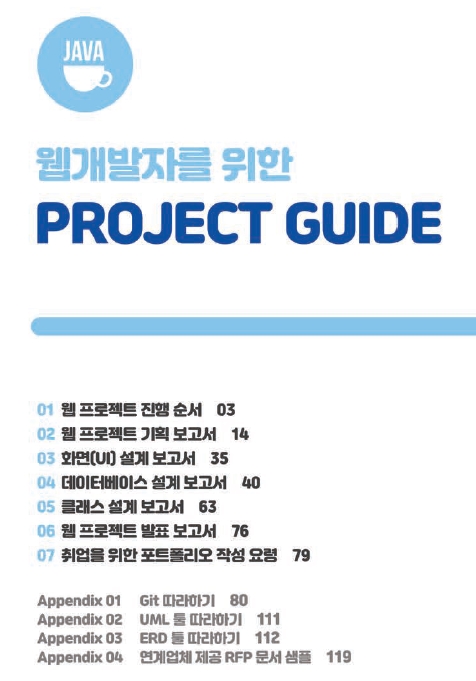 JAVA
웹개발자를 위한
PROJECT GUIDE
01 웹 프로젝트 진행 순서 03
02 웹 프로젝트 기획 보고서 14
03 화면(UI) 설계 보고서 35
04 데이터베이스 설계 보고서 40
05 클래스 설계 보고서 63
06 웹 프로젝트 발표 보고서 76
07 취업을 위한 포트폴리오 작성 요령 79
Appendix 01 Git 따라하기 80
Appendix 02 UML 툴 따라하기 111
Appendix 03 ERD 툴 따라하기 112
Appendix 04 연계업체 제공 RFP 문서 샘플 119